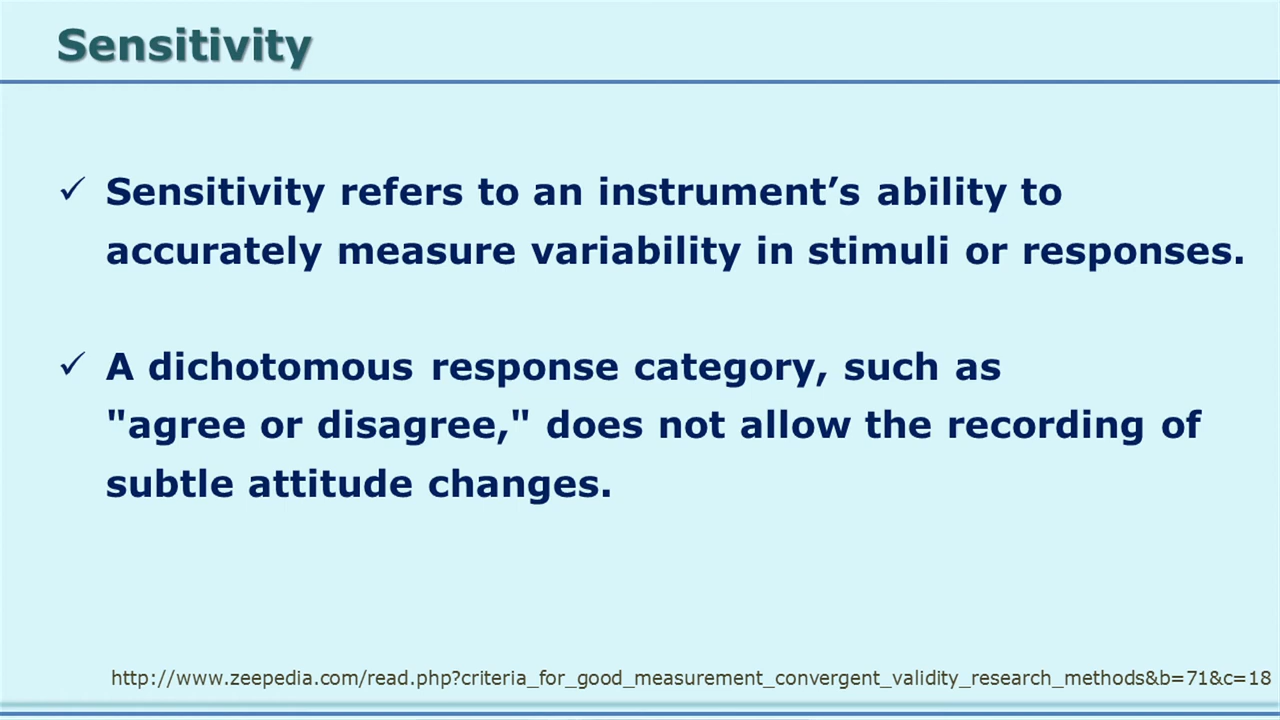 Sensitivity
✓ Sensitivity refers to an instrument’s ability to
accurately measure variability in stimuli or responses.
✓ A dichotomous response category, such as
"agree or disagree," does not allow the recording of
subtle attitude changes.
http://www.zeepedia.com/read.php?criteria_for_good_measurement_convergent_validity_research_methods&b=71&c=18